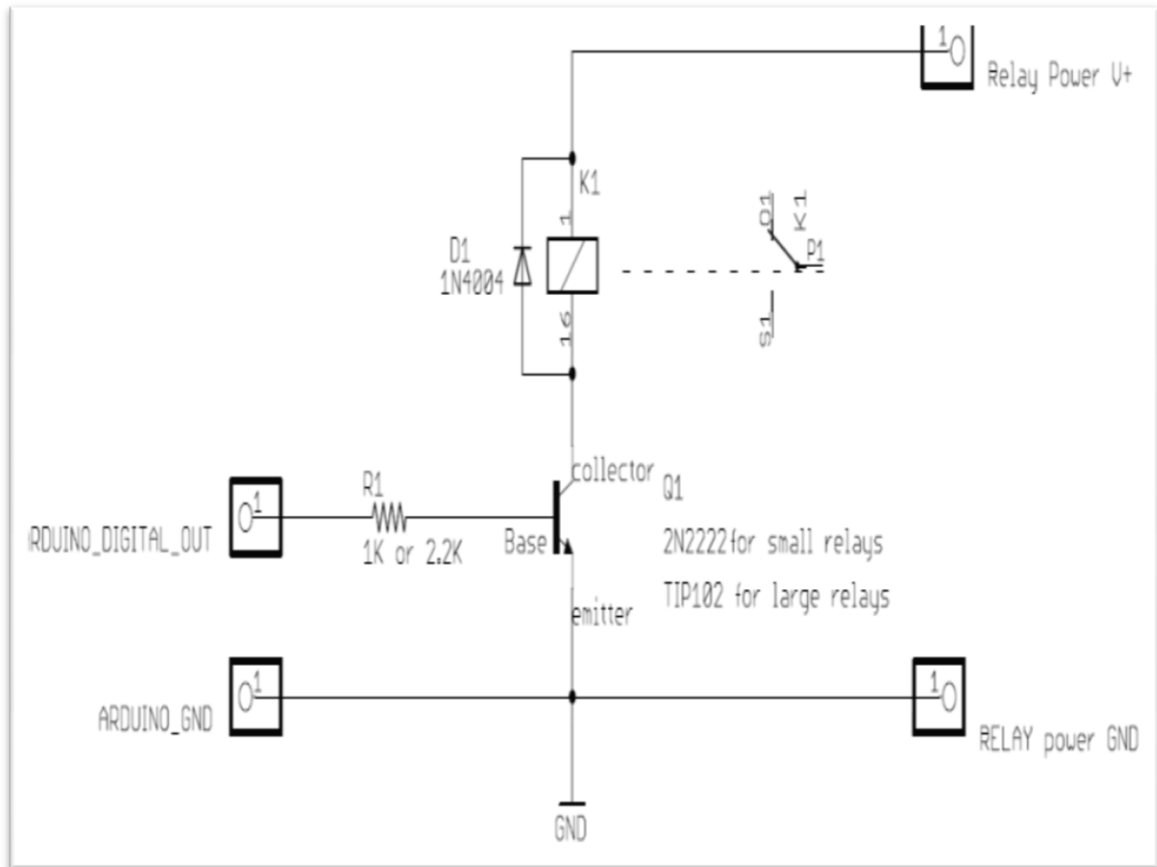 1
Relay Power V+
K1
1
O1
K1
P1
D1
1N4004
16
S1
collector
Q1
R1
1
RDUINO_DIGITAL_OUT
1K or 2.2K
Base
2N2222for small relays
TIP102 for large relays
emitter
1
1
ARDUINO_GND
RELAY power GND
GND